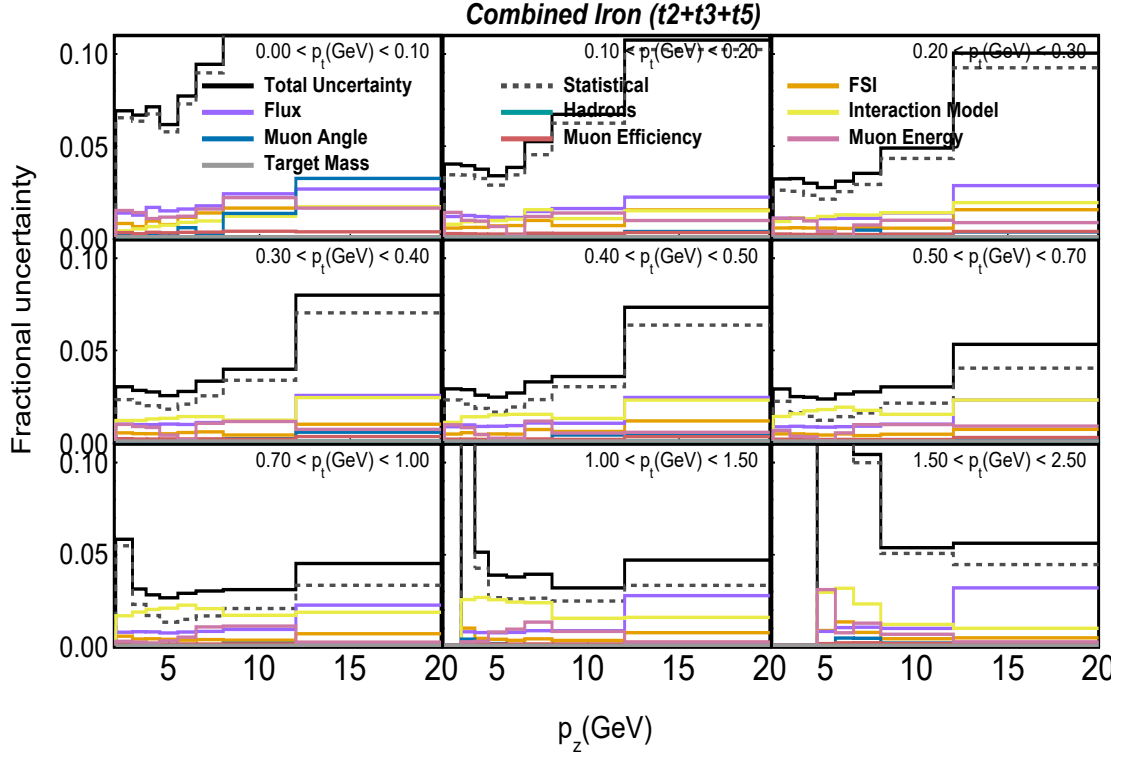 Combined Iron (t2+t3+t5)
0.00 < p_t(GeV) < 0.10
0.10 < p_t(GeV) < 0.20
0.20 < p_t(GeV) < 0.30
Total Uncertainty
Statistical
FSI
Flux
Hadrons
Interaction Model
Muon Angle
Muon Efficiency
Muon Energy
Target Mass
0.10
0.05
0.00
0.30 < p_t(GeV) < 0.40
0.40 < p_t(GeV) < 0.50
0.50 < p_t(GeV) < 0.70
0.10
0.05
0.00
0.70 < p_t(GeV) < 1.00
1.00 < p_t(GeV) < 1.50
1.50 < p_t(GeV) < 2.50
0.10
0.05
0.00
5 10 15 20 5 10 15 20 5 10 15 20
Fractional uncertainty
p_z(GeV)